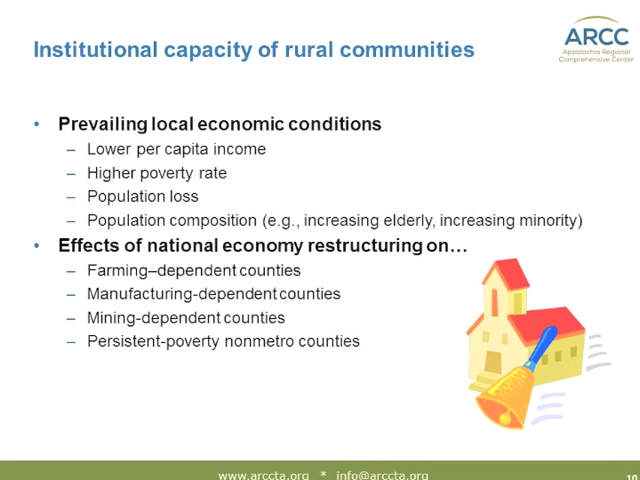 Institutional capacity of rural communities
ARCC
Appalachia Regional
Comprehensive Center
• Prevailing local economic conditions
– Lower per capita income
– Higher poverty rate
– Population loss
– Population composition (e.g., increasing elderly, increasing minority)
• Effects of national economy restructuring on…
– Farming–dependent counties
– Manufacturing-dependent counties
– Mining-dependent counties
– Persistent-poverty nonmetro counties
www.arccta.org * info@arccta.org
10